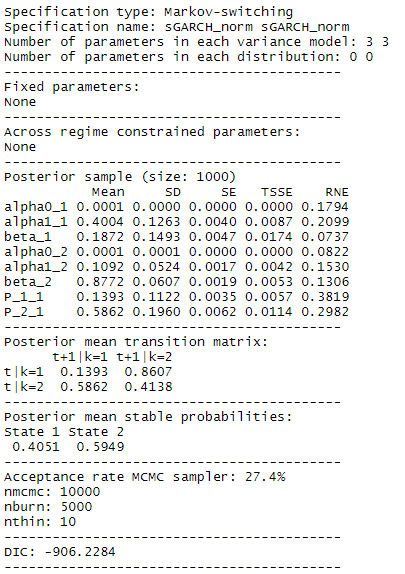 Specification type: Markov-switching
Specification name: sGARCH_norm sGARCH_norm
Number of parameters in each variance model: 3 3
Number of parameters in each distribution: 0 0
------------------------------------------
Fixed parameters:
None
------------------------------------------
Across regime constrained parameters:
None
------------------------------------------
Posterior sample (size: 1000)
Mean SD SE TSSE RNE
alpha0_1 0.0001 0.0000 0.0000 0.0000 0.1794
alpha1_1 0.4004 0.1263 0.0040 0.0087 0.2099
beta_1 0.1872 0.1493 0.0047 0.0174 0.0737
alpha0_2 0.0001 0.0001 0.0000 0.0000 0.0822
alpha1_2 0.1092 0.0524 0.0017 0.0042 0.1530
beta_2 0.8772 0.0607 0.0019 0.0053 0.1306
P_1_1 0.1393 0.1122 0.0035 0.0057 0.3819
P_2_1 0.5862 0.1960 0.0062 0.0114 0.2982
------------------------------------------
Posterior mean transition matrix:
t+1|k=1 t+1|k=2
t|k=1 0.1393 0.8607
t|k=2 0.5862 0.4138
------------------------------------------
Posterior mean stable probabilities:
State 1 State 2
0.4051 0.5949
------------------------------------------
Acceptance rate MCMC sampler: 27.4%
nmcmc: 10000
nburn: 5000
nthin: 10
------------------------------------------
DIC: -906.2284
------------------------------------------